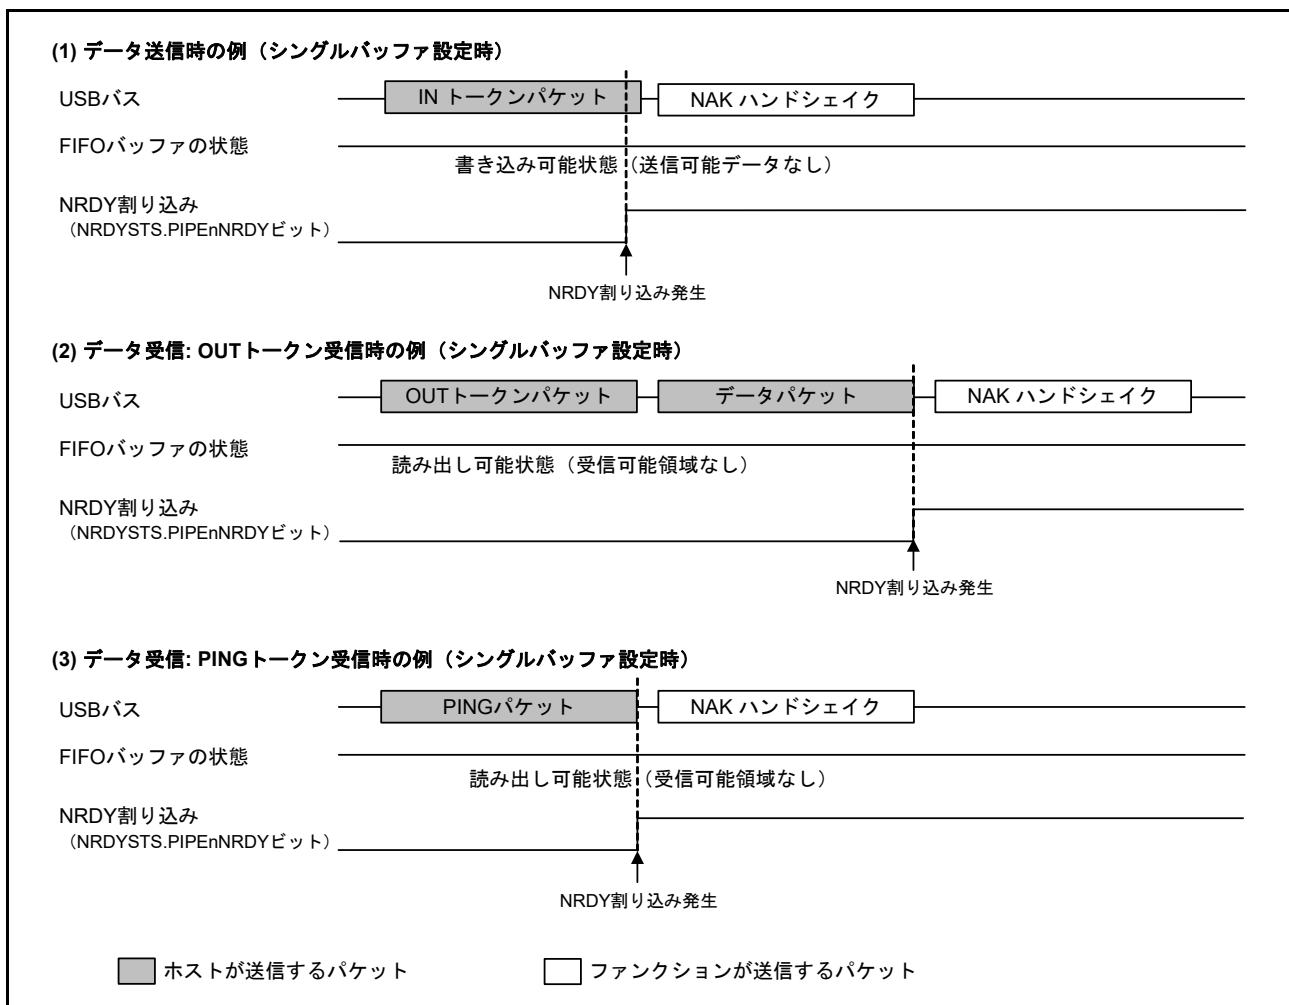 (1) データ送信時の例（シングルバッファ設定時）
USBバス
IN トークンパケット
NAK ハンドシェイク
FIFOバッファの状態
書き込み可能状態（送信可能データなし）
NRDY割り込み
（NRDYSTS.PIPEnNRDYビット）
NRDY割り込み発生
(2) データ受信: OUTトークン受信時の例（シングルバッファ設定時）
USBバス
OUTトークンパケット
データパケット
NAK ハンドシェイク
FIFOバッファの状態
読み出し可能状態（受信可能領域なし）
NRDY割り込み
（NRDYSTS.PIPEnNRDYビット）
NRDY割り込み発生
(3) データ受信: PINGトークン受信時の例（シングルバッファ設定時）
USBバス
PINGパケット
NAK ハンドシェイク
FIFOバッファの状態
読み出し可能状態（受信可能領域なし）
NRDY割り込み
（NRDYSTS.PIPEnNRDYビット）
NRDY割り込み発生
ホストが送信するパケット
ファンクションが送信するパケット